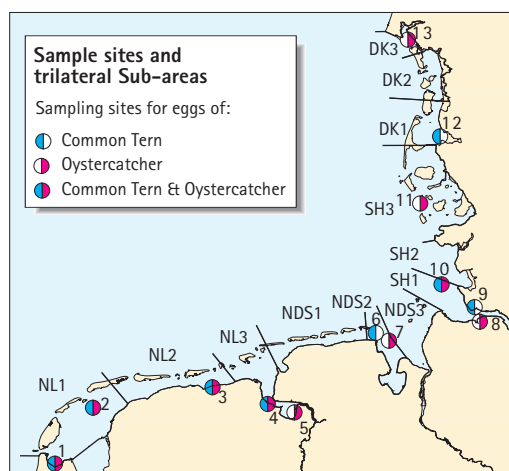 Sample sites and
trilateral Sub-areas
Sampling sites for eggs of:
Common Tern
Oystercatcher
Common Tern & Oystercatcher
13
DK3
DK2
DK1
12
11
SH3
SH2
10
SH1
9
8
NDS3
NDS2
6
7
NDS1
NL3
NL2
NL1
3
2
4
5
1